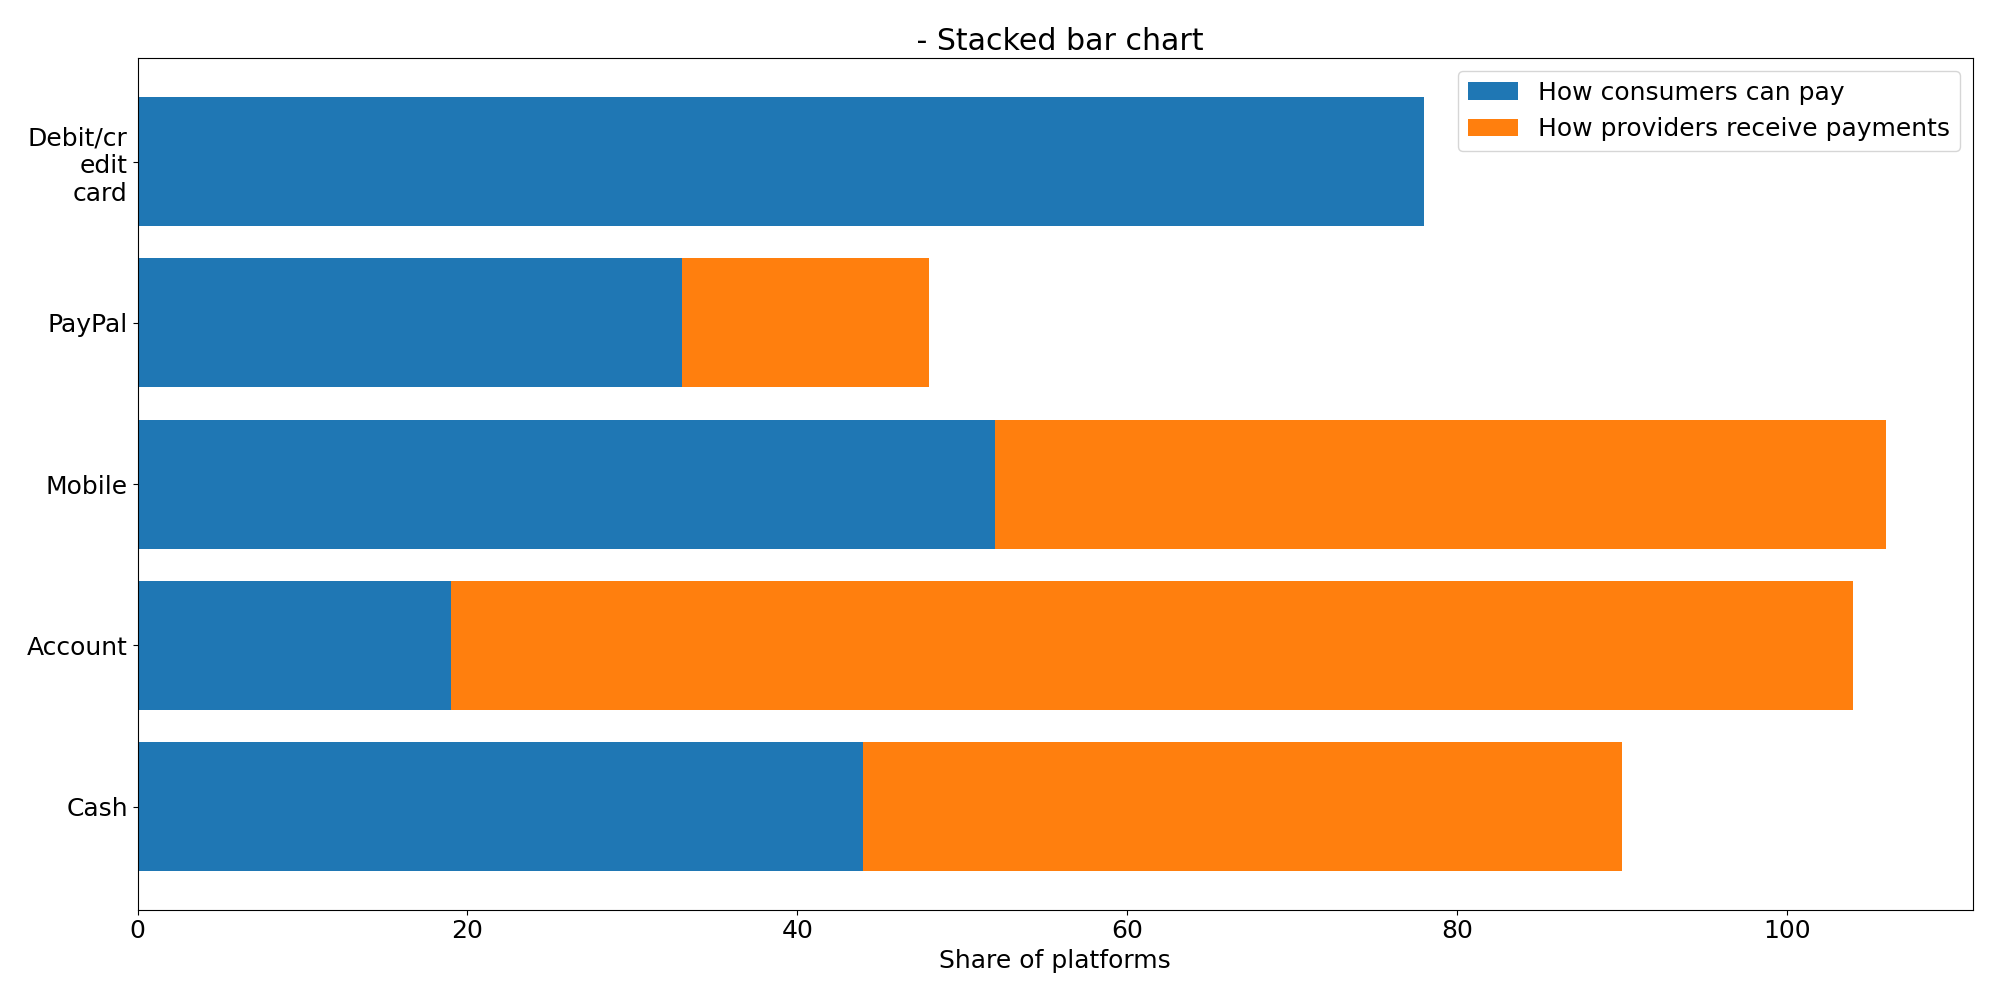 - Stacked bar chart
How consumers can pay
How providers receive payments
Debit/cr
edit
card
PayPal
Mobile
Account
Cash
0 20 40 60 80 100
Share of platforms